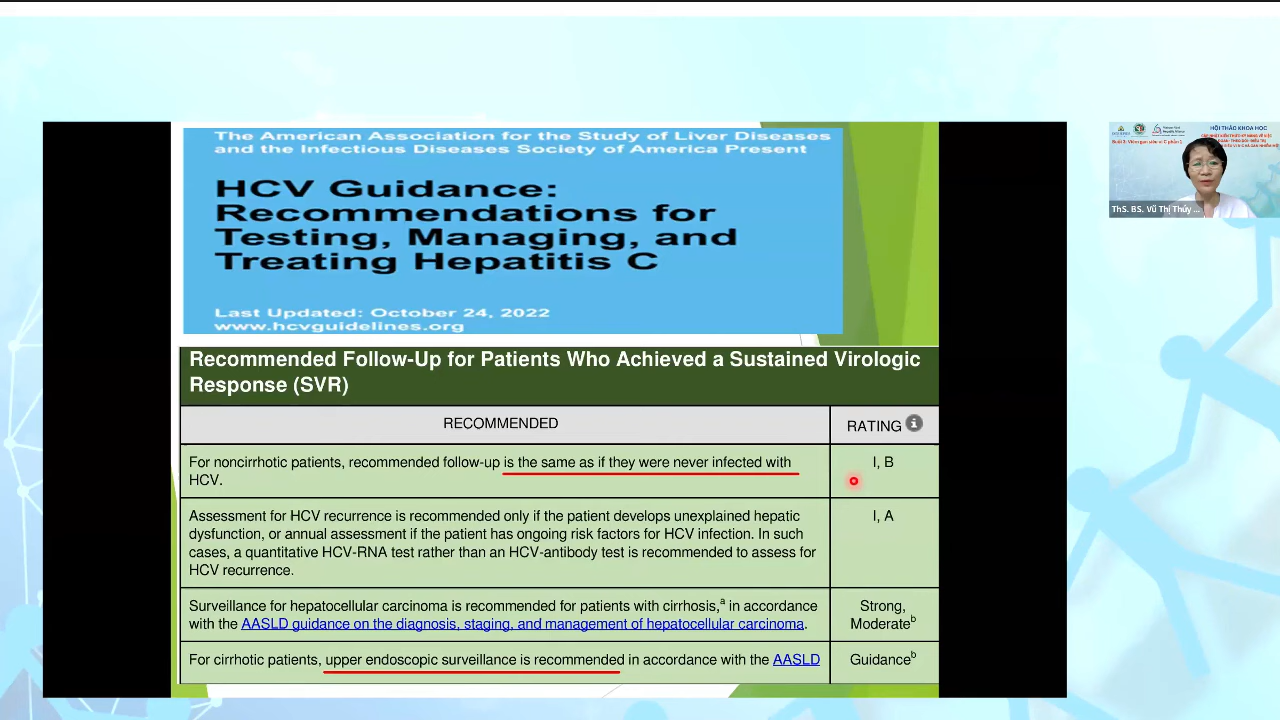 The American Association for the Study of Liver Diseases
and the Infectious Diseases Society of America Present
HCV Guidance:
Recommendations for
Testing, Managing, and
Treating Hepatitis C
Last Updated: October 24, 2022
www.hcvguidelines.org
Recommended Follow-Up for Patients Who Achieved a Sustained Virologic
Response (SVR)
RECOMMENDED
RATING
For noncirrhotic patients, recommended follow-up is the same as if they were never infected with
HCV.
I, B
Assessment for HCV recurrence is recommended only if the patient develops unexplained hepatic
dysfunction, or annual assessment if the patient has ongoing risk factors for HCV infection. In such
cases, a quantitative HCV-RNA test rather than an HCV-antibody test is recommended to assess for
HCV recurrence.
I, A
Surveillance for hepatocellular carcinoma is recommended for patients with cirrhosis,a in accordance
with the AASLD guidance on the diagnosis, staging, and management of hepatocellular carcinoma.
Strong,
Moderateb
For cirrhotic patients, upper endoscopic surveillance is recommended in accordance with the AASLD
Guidanceb
HỘI THẢO KHOA HỌC
ThS. BS. Vũ Thị Thúy ...